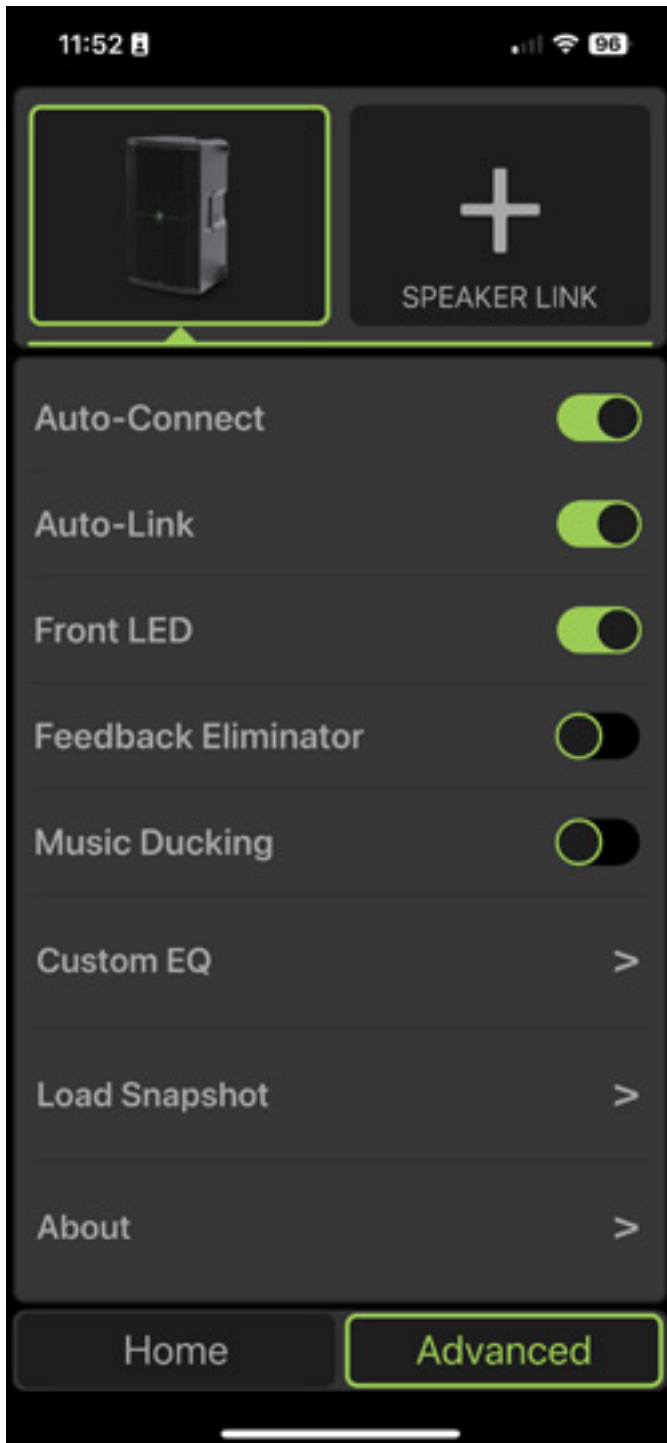 11:52
96
SPEAKER LINK
Auto-Connect
Auto-Link
Front LED
Feedback Eliminator
Music Ducking
Custom EQ >
Load Snapshot >
About >
Home
Advanced